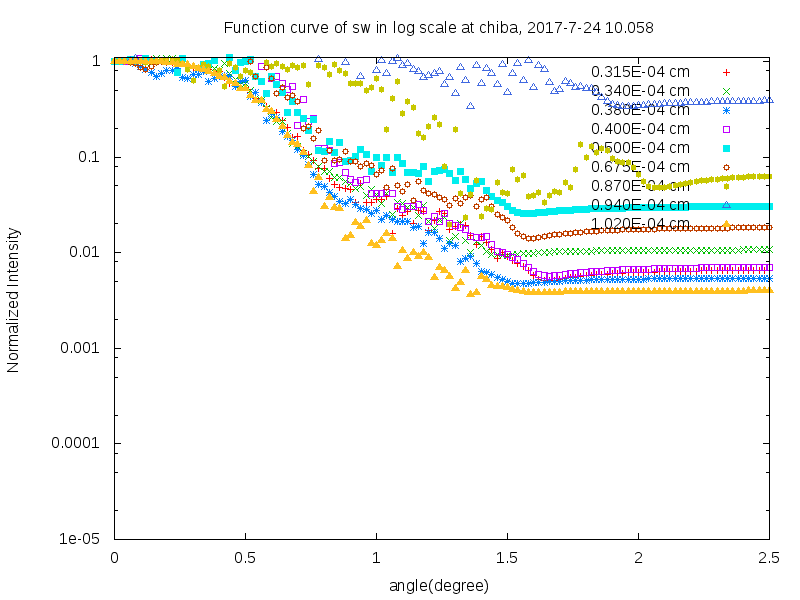 Function curve of sw in log scale at chiba, 2017-7-24 10.058
1
0.1
0.01
0.001
0.0001
1e-05
Normalized Intensity
0.315E-04 cm
0.340E-04 cm
0.380E-04 cm
0.400E-04 cm
0.500E-04 cm
0.675E-04 cm
0.870E-04 cm
0.940E-04 cm
1.020E-04 cm
0
0.5
1
1.5
2
2.5
angle(degree)